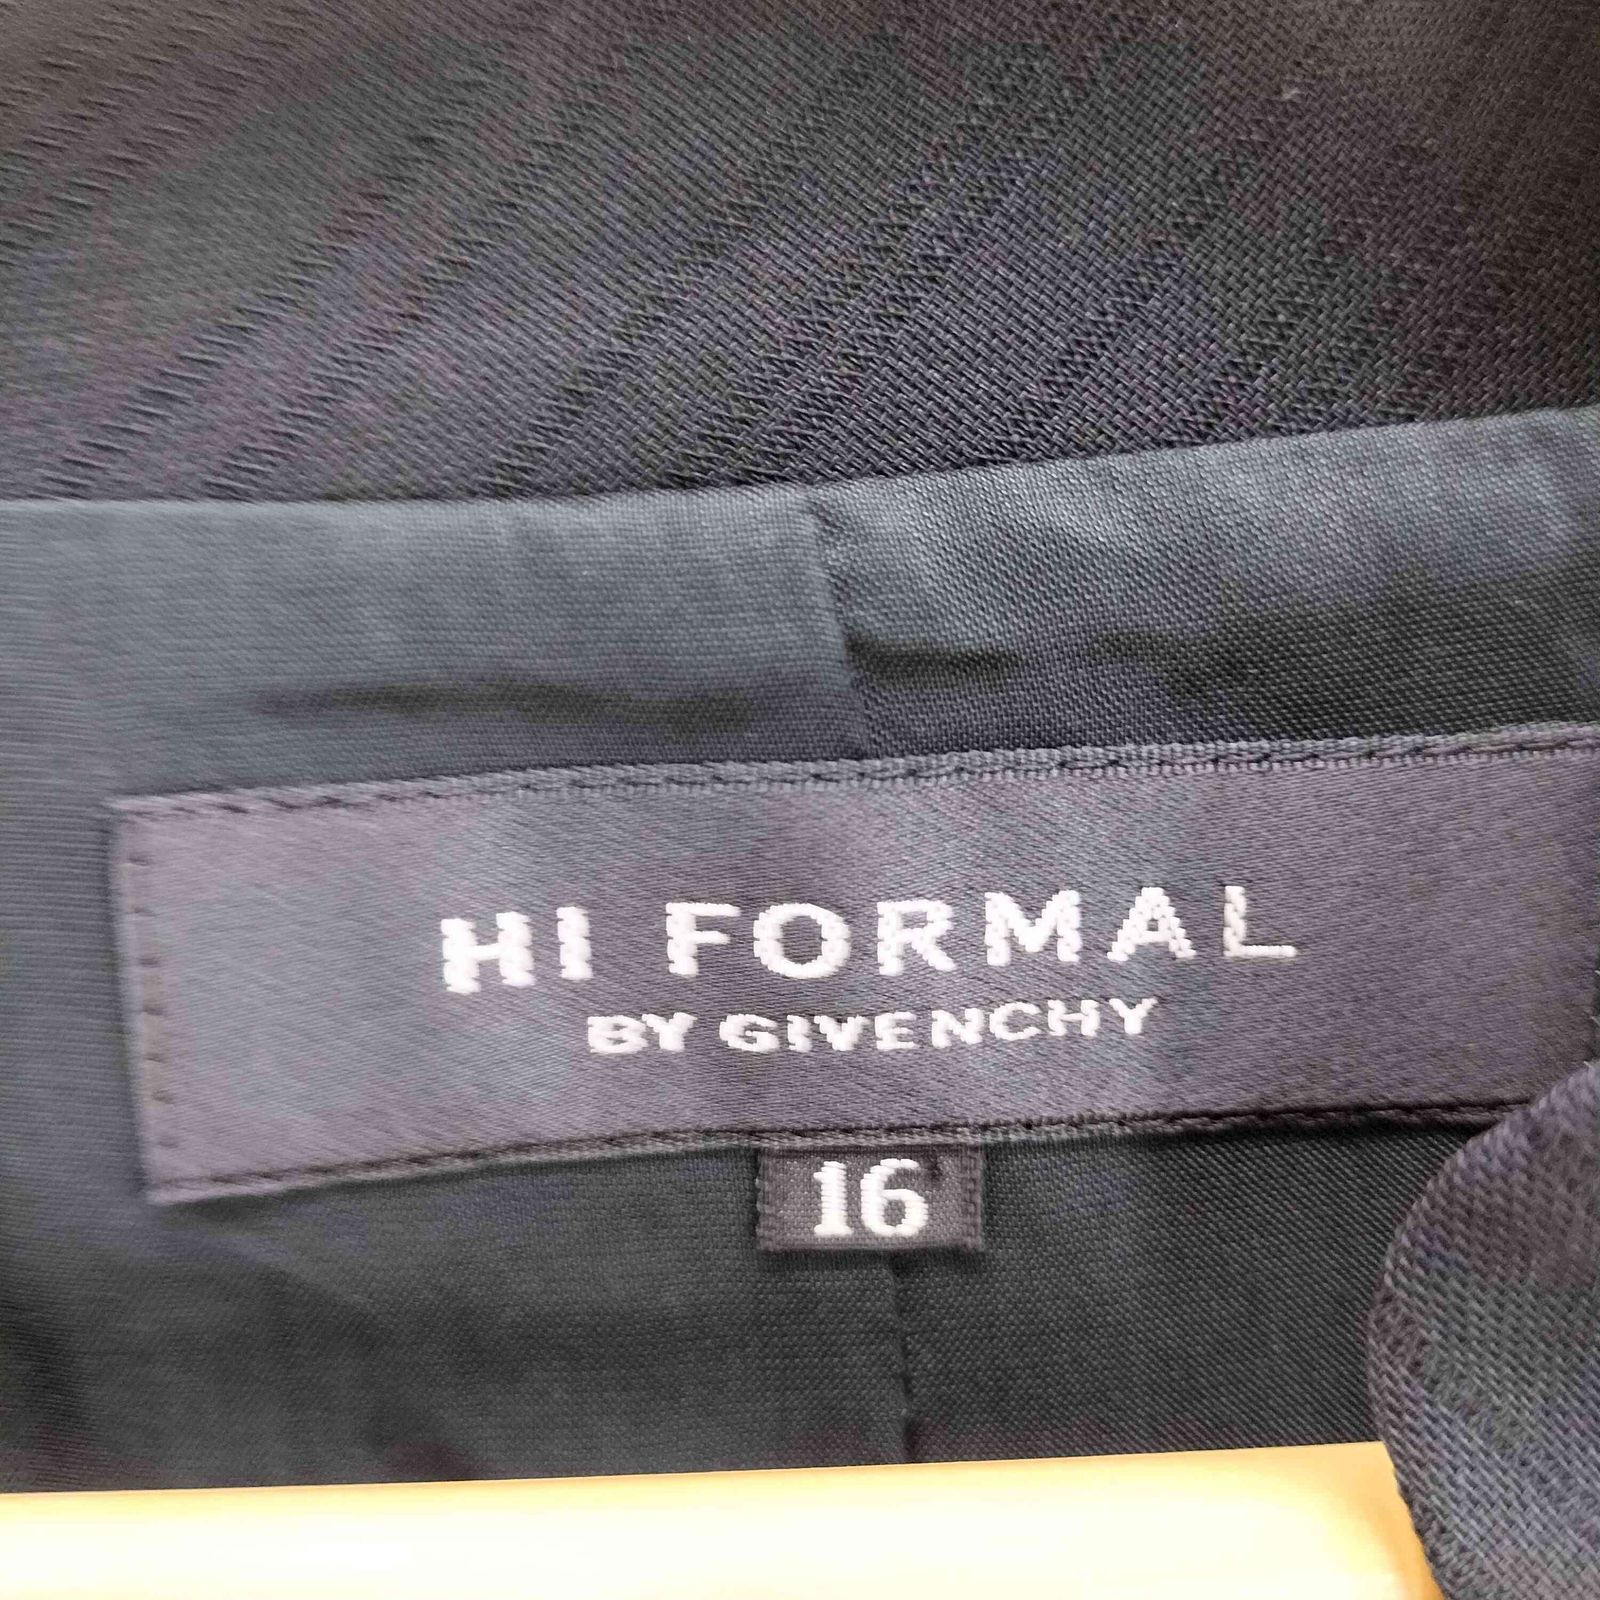 HI FORMAL
BY GIVENCHY
16